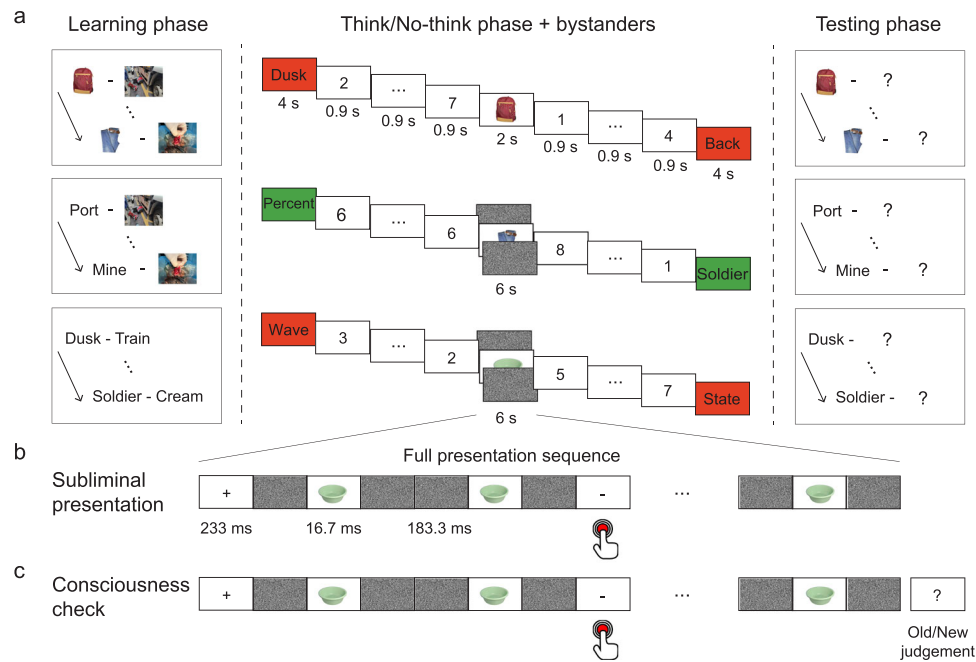 a
Learning phase
Think/No-think phase + bystanders
Testing phase
- 
- 
Port -
Mine -
Dusk - Train
Soldier - Cream
Dusk
2
...
7
1
...
4
Back
4 s
0.9 s
0.9 s
0.9 s
2 s
0.9 s
0.9 s
0.9 s
4 s
Percent
6
...
6
8
...
1
Soldier
6 s
Wave
3
...
2
5
...
7
State
6 s
- ?
- ?
Port - ?
Mine - ?
Dusk - ?
Soldier - ?
b
Full presentation sequence
Subliminal
presentation
+
-
...
233 ms
16.7 ms
183.3 ms
c
Consciousness
check
+
-
...
?
Old/New
judgement